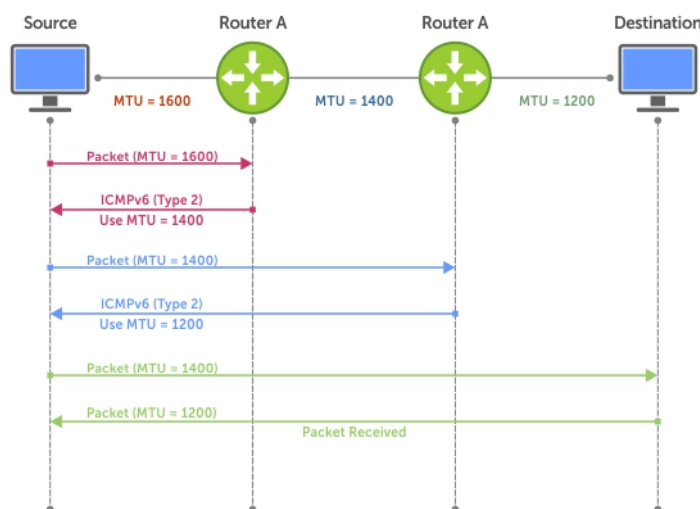 Source
Router A
Router A
Destination
MTU = 1600
MTU = 1400
MTU = 1200
Packet (MTU = 1600)
ICMPv6 (Type 2)
Use MTU = 1400
Packet (MTU = 1400)
ICMPv6 (Type 2)
Use MTU = 1200
Packet (MTU = 1400)
Packet (MTU = 1200)
Packet Received